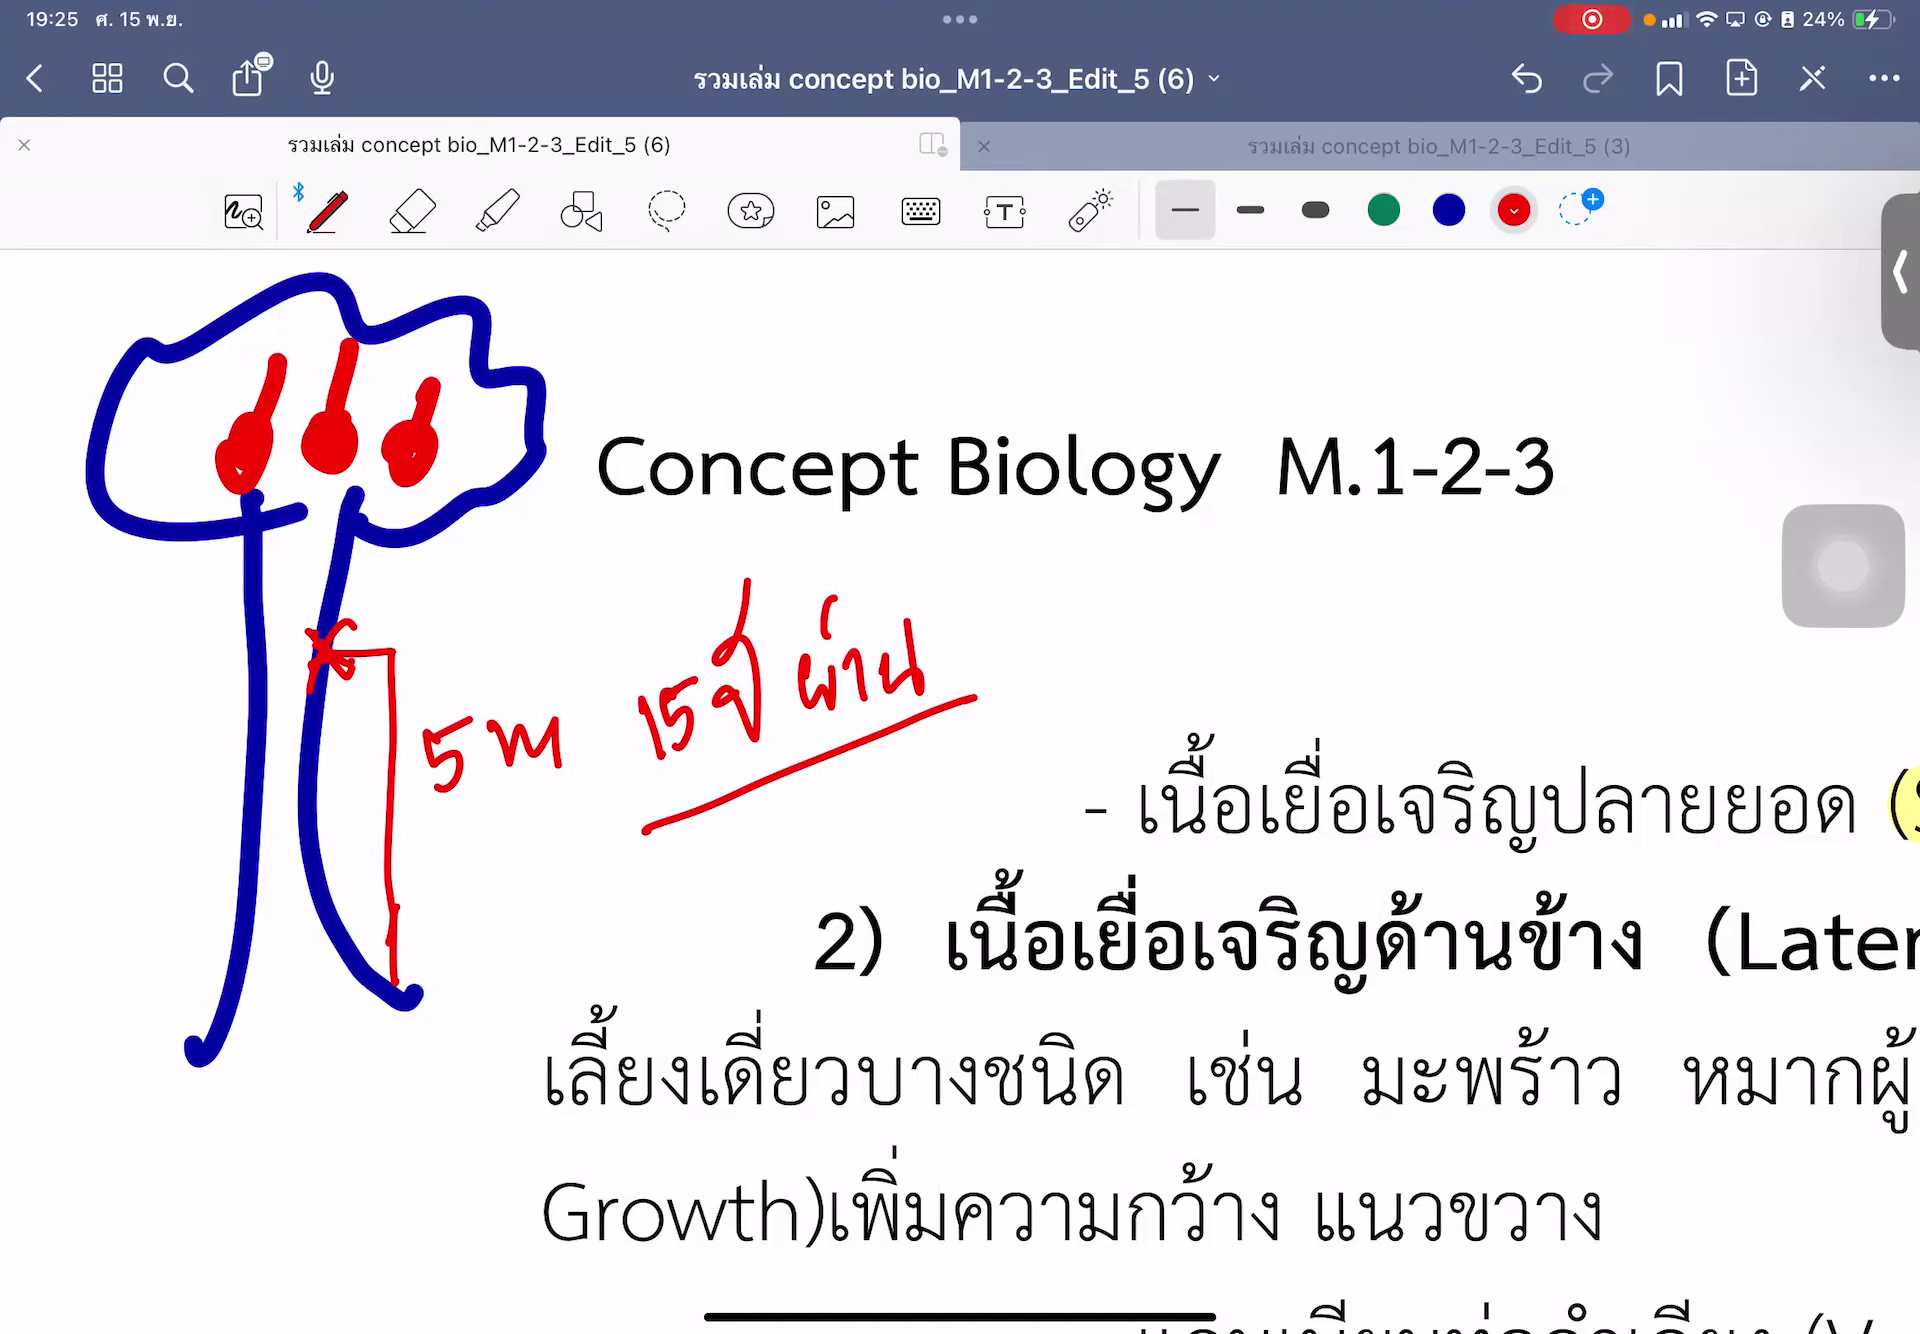 19:25 ศ. 15 พ.ย.
24%
รวมเล่ม concept bio_M1-2-3_Edit_5 (6)
รวมเล่ม concept bio_M1-2-3_Edit_5 (6)
รวมเล่ม concept bio_M1-2-3_Edit_5 (3)
Concept Biology M.1-2-3
5 m 15ปี ผ่าน
- เนื้อเยื่อเจริญปลายยอด (
2) เนื้อเยื่อเจริญด้านข้าง (Later
เลี้ยงเดี่ยวบางชนิด เช่น มะพร้าว หมากผู้
Growth)เพิ่มความกว้าง แนวขวาง